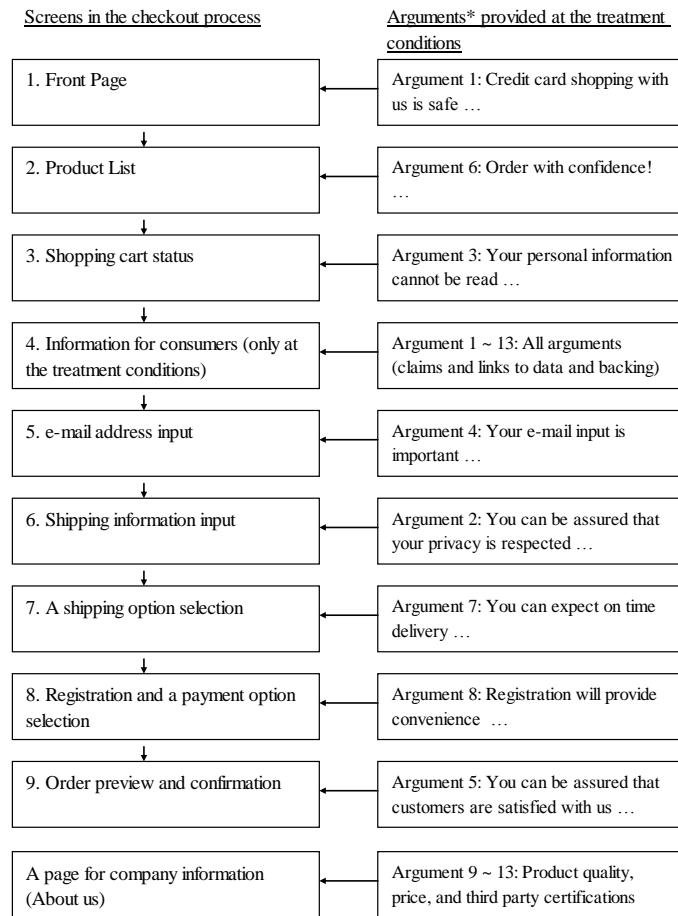 Screens in the checkout process
Arguments* provided at the treatment
conditions
1. Front Page
Argument 1: Credit card shopping with
us is safe …
2. Product List
Argument 6: Order with confidence!
…
3. Shopping cart status
Argument 3: Your personal information
cannot be read …
4. Information for consumers (only at
the treatment conditions)
Argument 1 ~ 13: All arguments
(claims and links to data and backing)
5. e-mail address input
Argument 4: Your e-mail input is
important …
6. Shipping information input
Argument 2: You can be assured that
your privacy is respected …
7. A shipping option selection
Argument 7: You can expect on time
delivery …
8. Registration and a payment option
selection
Argument 8: Registration will provide
convenience …
9. Order preview and confirmation
Argument 5: You can be assured that
customers are satisfied with us …
A page for company information
(About us)
Argument 9 ~ 13: Product quality,
price, and third party certifications